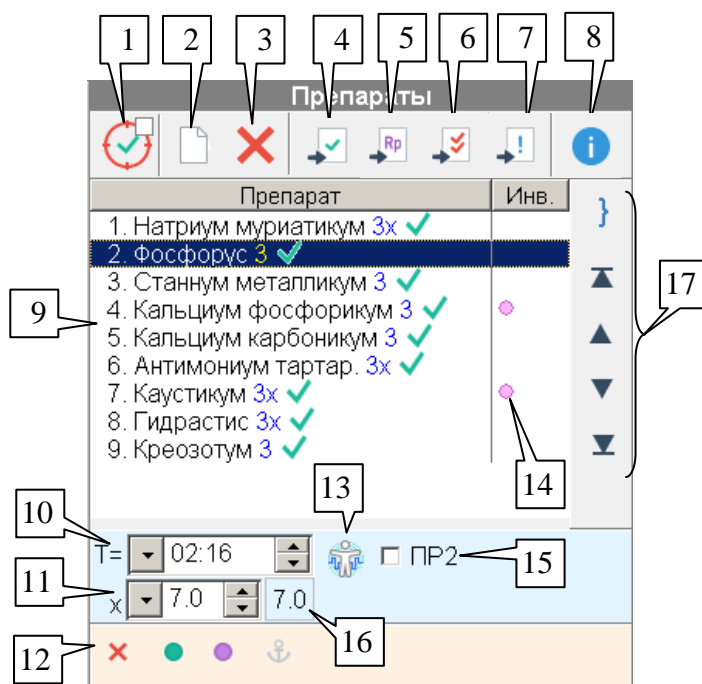 1 2 3 4 5 6 7 8
Препараты
Rp ! i
Препарат Инв.
}
1. Натриум муриатикум 3х
2. Фосфорус 3
3. Станнум металликум 3
17
9
4. Кальциум фосфорикум 3
5. Кальциум карбоникум 3
6. Антимониум тартар. 3х
7. Каустикум 3х
8. Гидрастис 3х
9. Креозотум 3
13 14
10
T= 02:16 ПР2 15
11
x 7.0 7.0
12 16